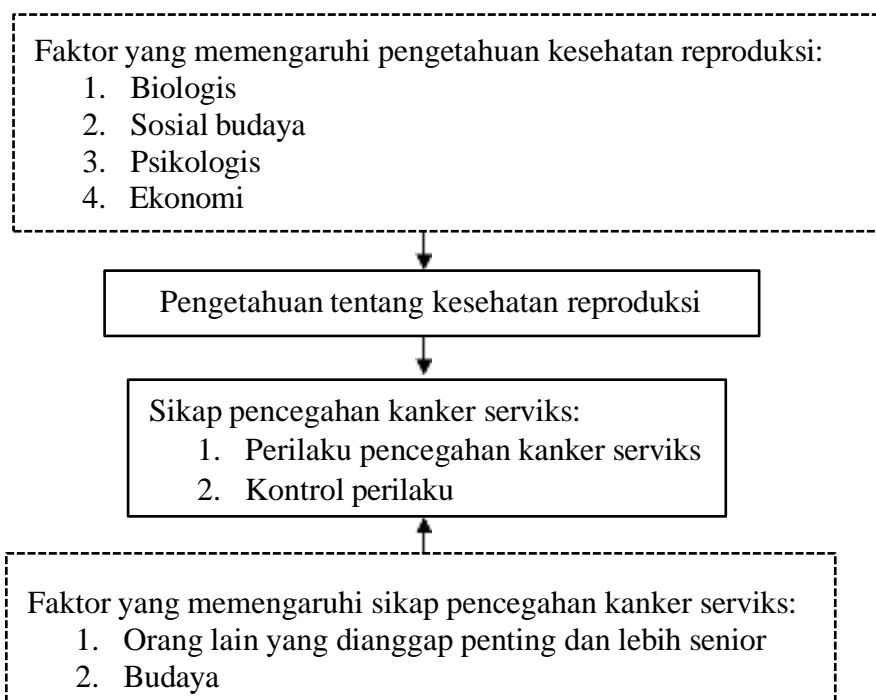 Faktor yang memengaruhi pengetahuan kesehatan reproduksi:
1. Biologis
2. Sosial budaya
3. Psikologis
4. Ekonomi
Pengetahuan tentang kesehatan reproduksi
Sikap pencegahan kanker serviks:
1. Perilaku pencegahan kanker serviks
2. Kontrol perilaku
Faktor yang memengaruhi sikap pencegahan kanker serviks:
1. Orang lain yang dianggap penting dan lebih senior
2. Budaya